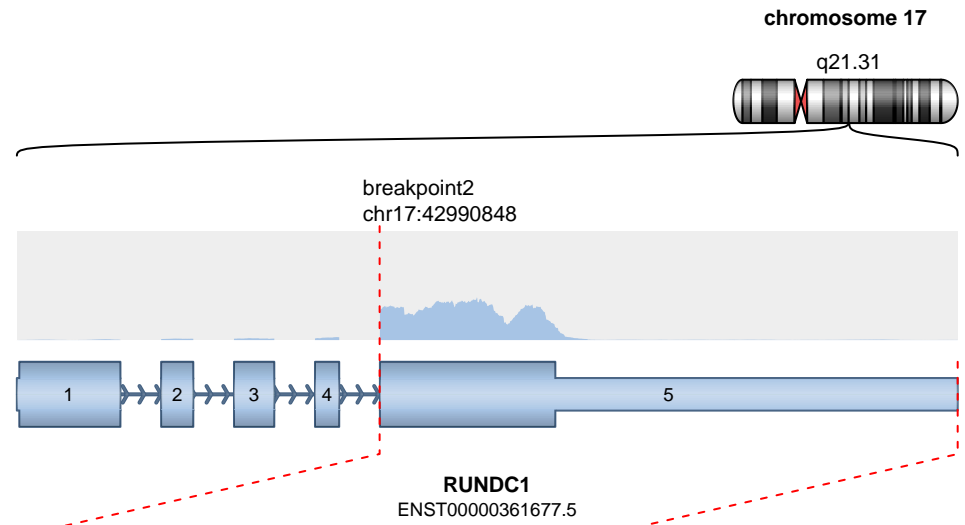 chromosome 17
q21.31
breakpoint2
chr17:42990848
1 2 3 4 5
RUNDC1
ENST00000361677.5